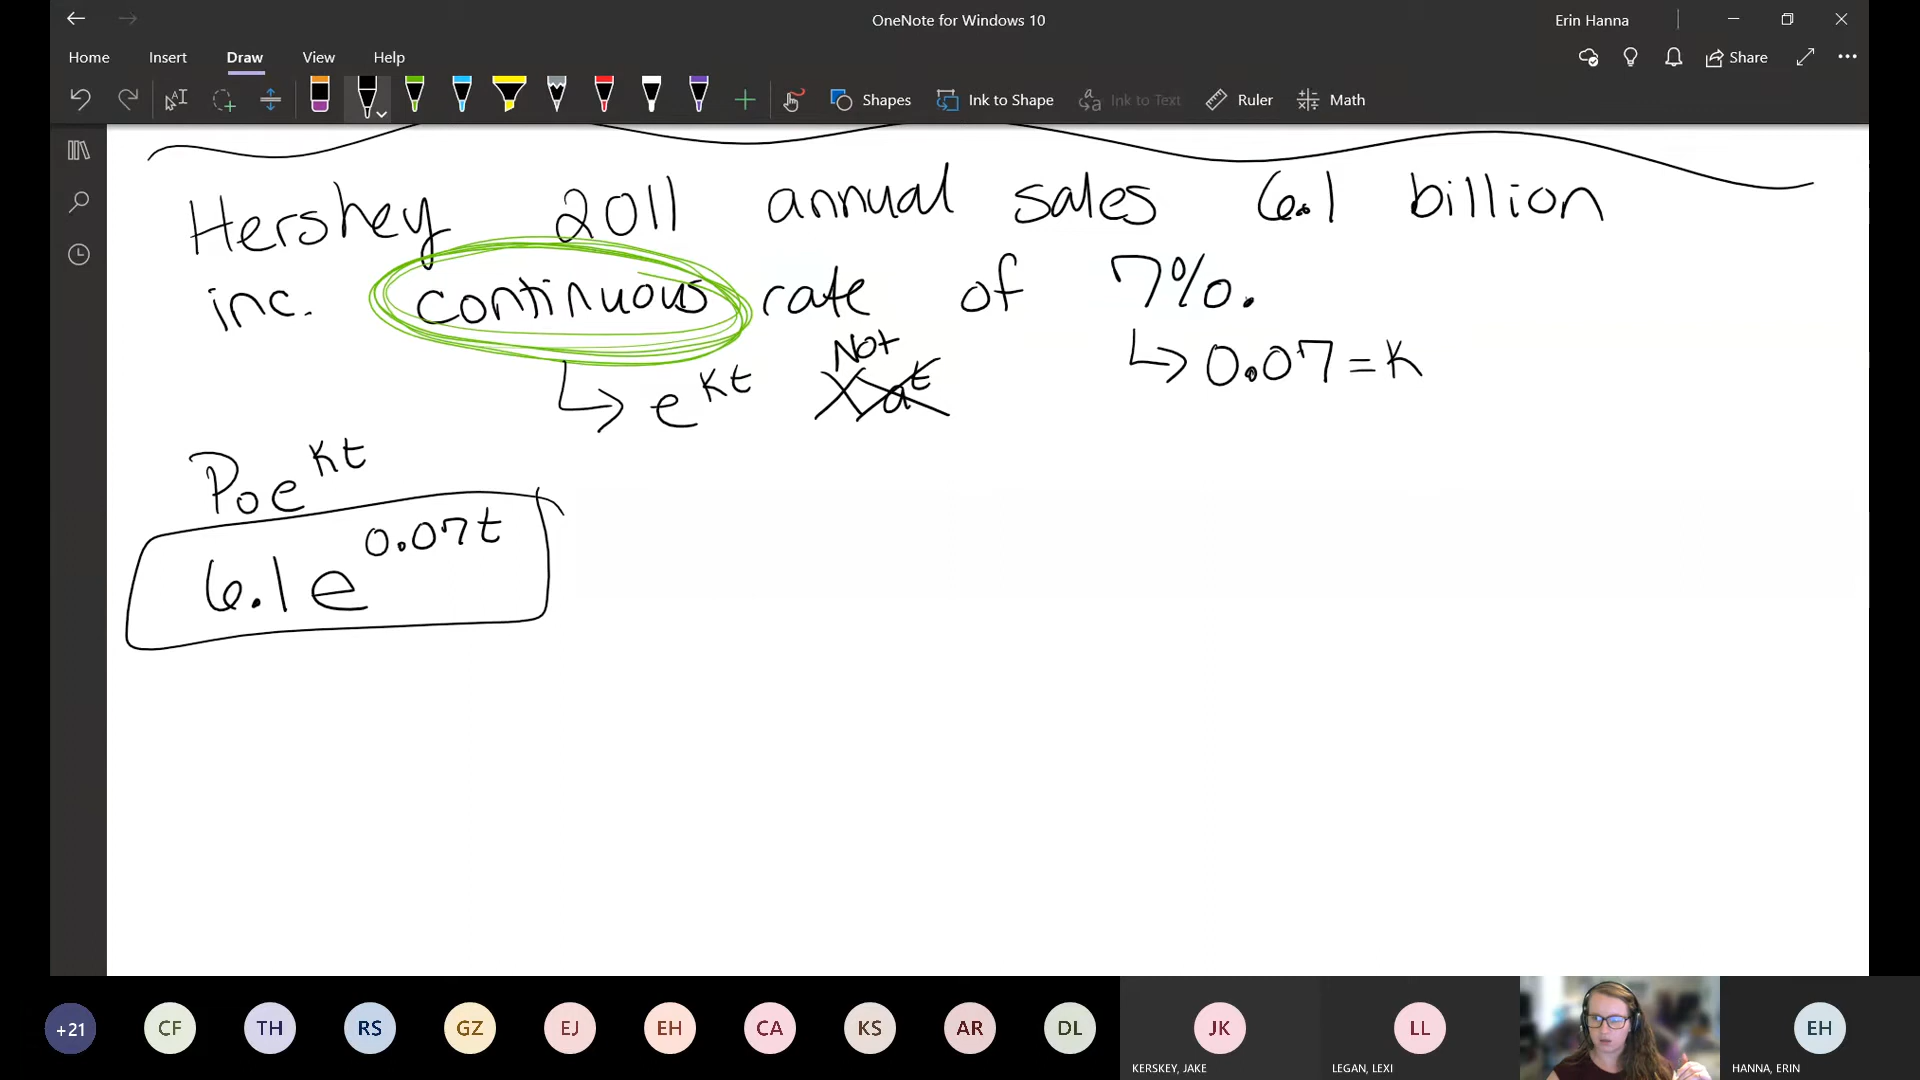 OneNote for Windows 10
Erin Hanna
Home Insert Draw View Help
Share
Shapes Ink to Shape Ink to Text Ruler Math
Hershey 2011 annual sales 6.1 billion
inc. continuous rate of 7%.
↳ e^kt Not a^t
↳ 0.07 = k
Poe^kt
6.1e^0.07t
+21 CF TH RS GZ EJ EH CA KS AR DL JK LL EH
KERSKEY, JAKE LEGAN, LEXI HANNA, ERIN